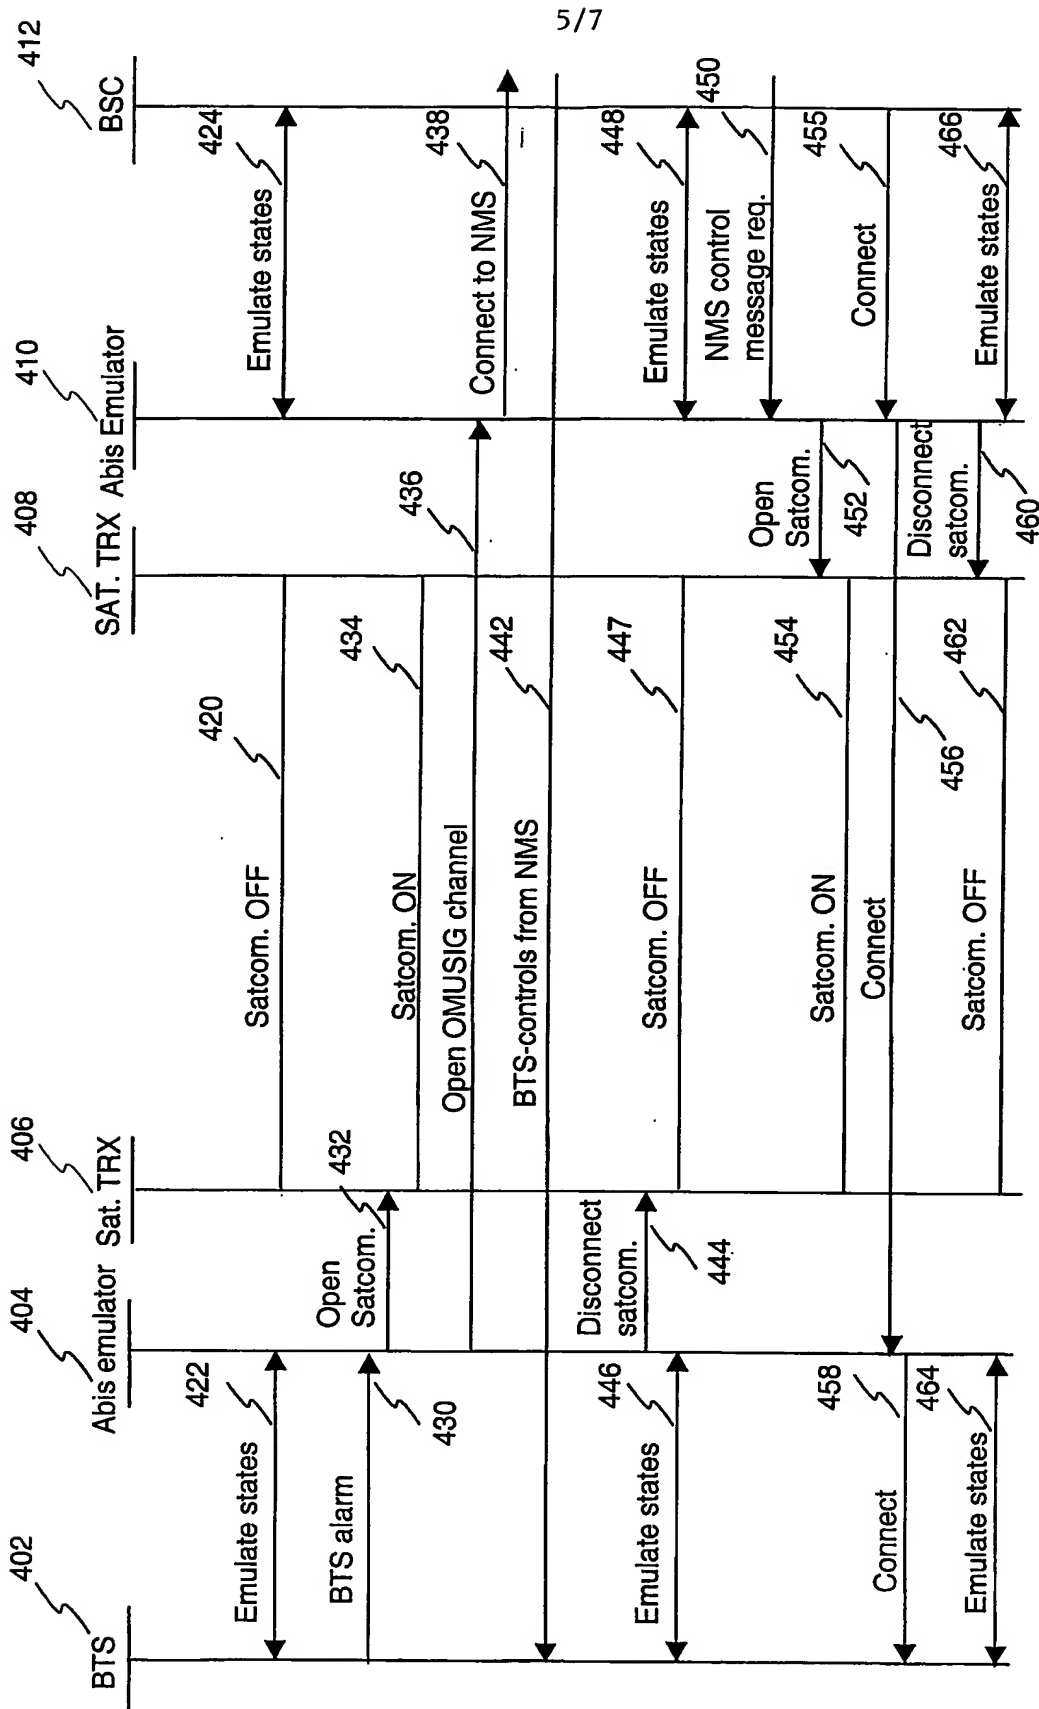 5/7
402
BTS
404
Abis emulator
406
Sat. TRX
408
SAT. TRX
410
Abis Emulator
412
BSC
Emulate states
422
Satcom. OFF
420
Emulate states
424
BTS alarm
430
Open
Satcom.
432
Satcom. ON
434
Open OMUSIG channel
436
Connect to NMS
438
BTS-controls from NMS
442
Disconnect
satcom.
444
Emulate states
446
Satcom. OFF
447
Emulate states
448
NMS control
message req.
450
Open
Satcom.
452
Satcom. ON
454
Connect
455
Connect
456
Connect
458
Disconnect
satcom.
460
Satcom. OFF
462
Emulate states
464
Emulate states
466